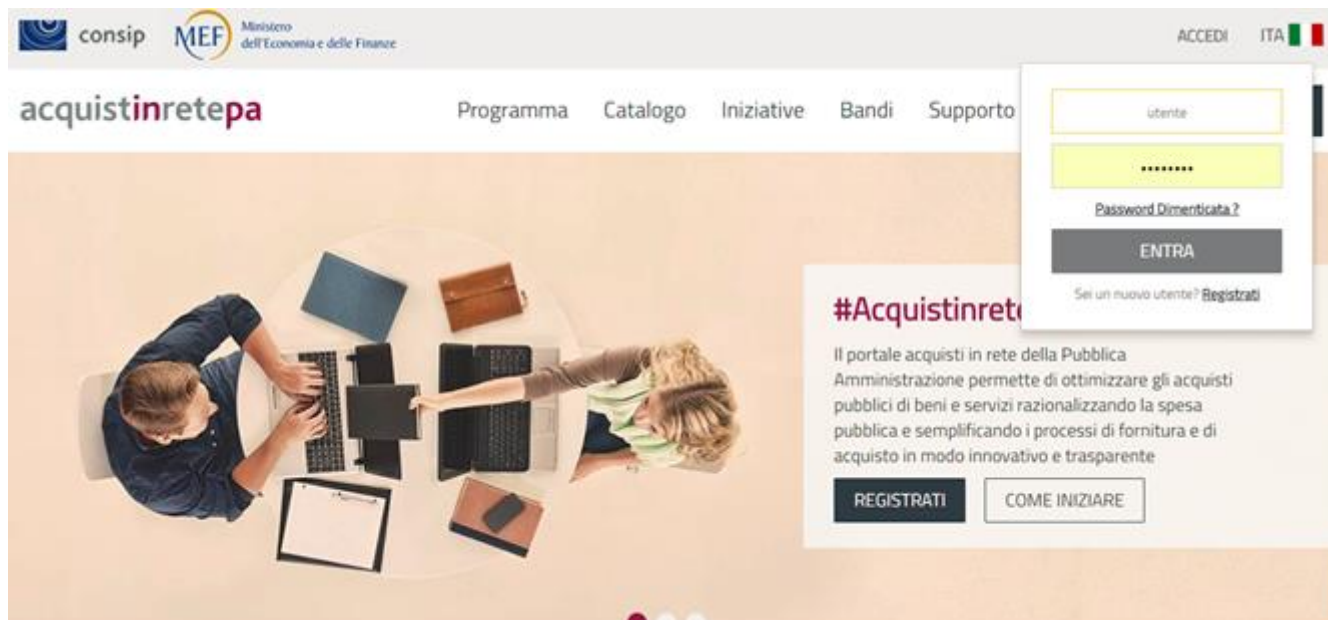 consip
MEF
Ministero
dell'Economia e delle Finanze
ACCEDI
ITA
acquistinretepa
Programma
Catalogo
Iniziative
Bandi
Supporto
utente
••••••••
Password Dimenticata ?
ENTRA
Sei un nuovo utente? Registrati
#Acquistinrete
Il portale acquisti in rete della Pubblica
Amministrazione permette di ottimizzare gli acquisti
pubblici di beni e servizi razionalizzando la spesa
pubblica e semplificando i processi di fornitura e di
acquisto in modo innovativo e trasparente
REGISTRATI
COME INIZIARE